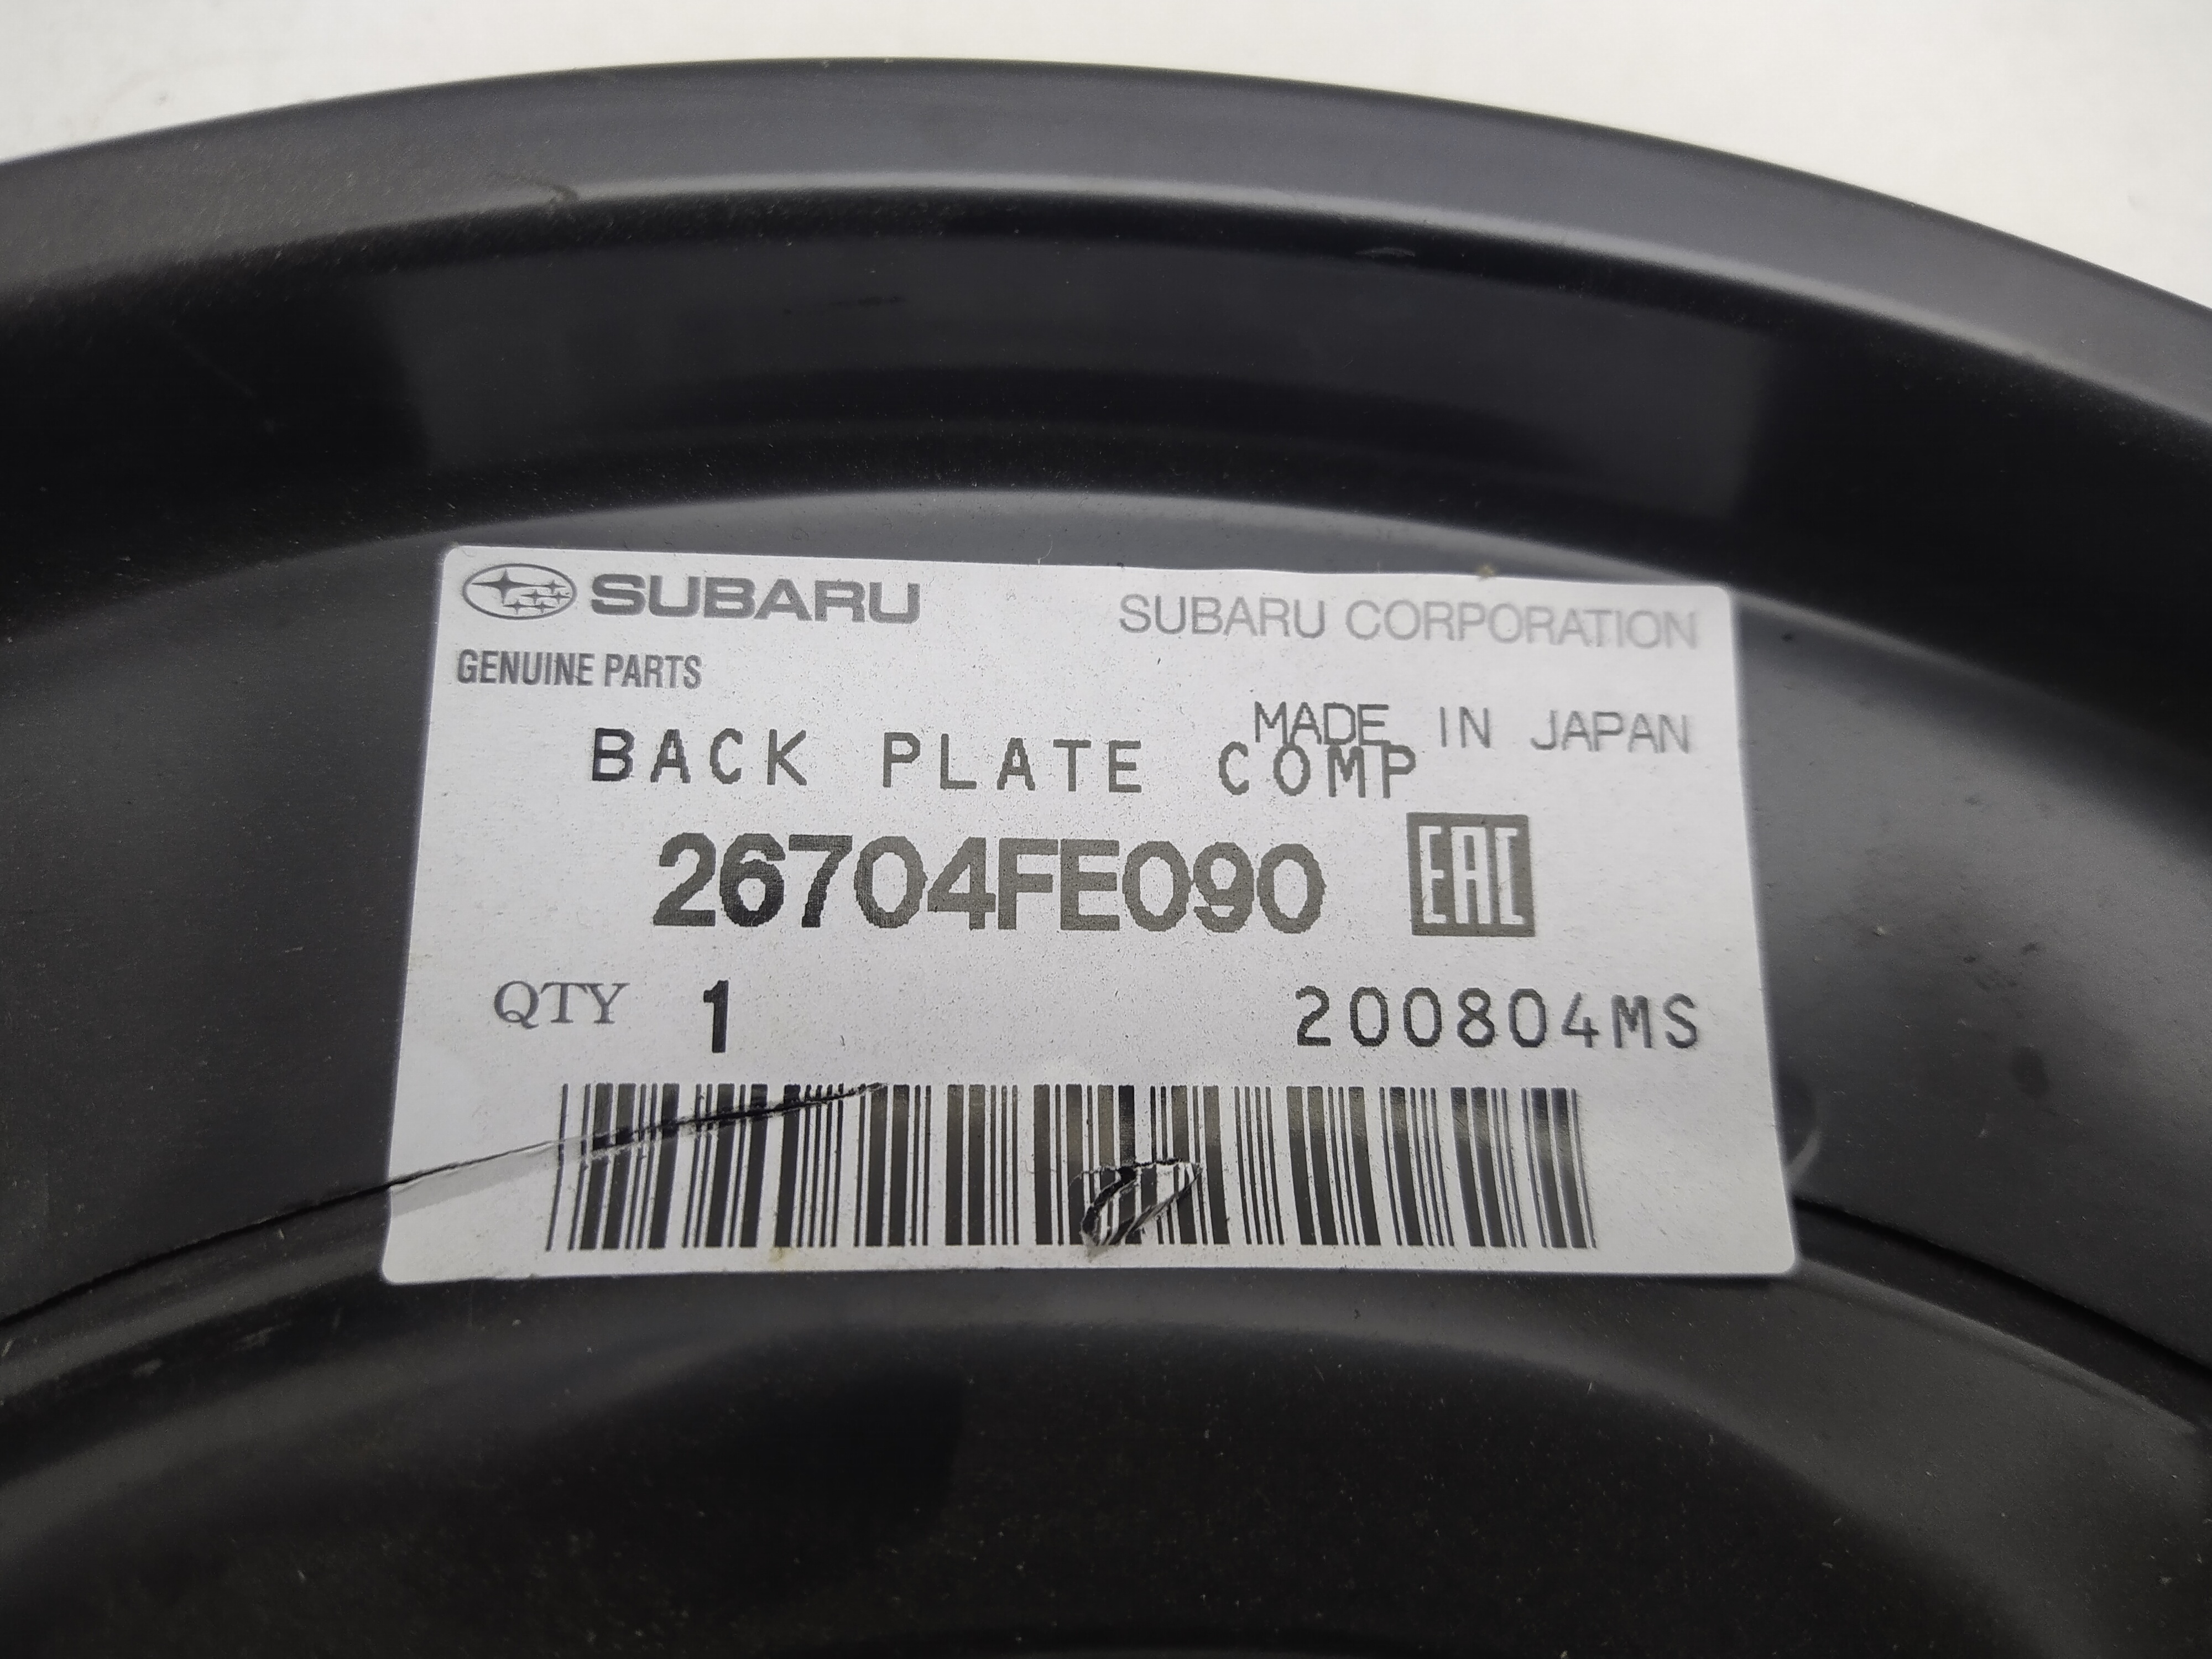 SUBARU SUBARU CORPORATION
GENUINE PARTS
MADE IN JAPAN
BACK PLATE COMP
26704FE090 EAC
QTY 1 200804MS